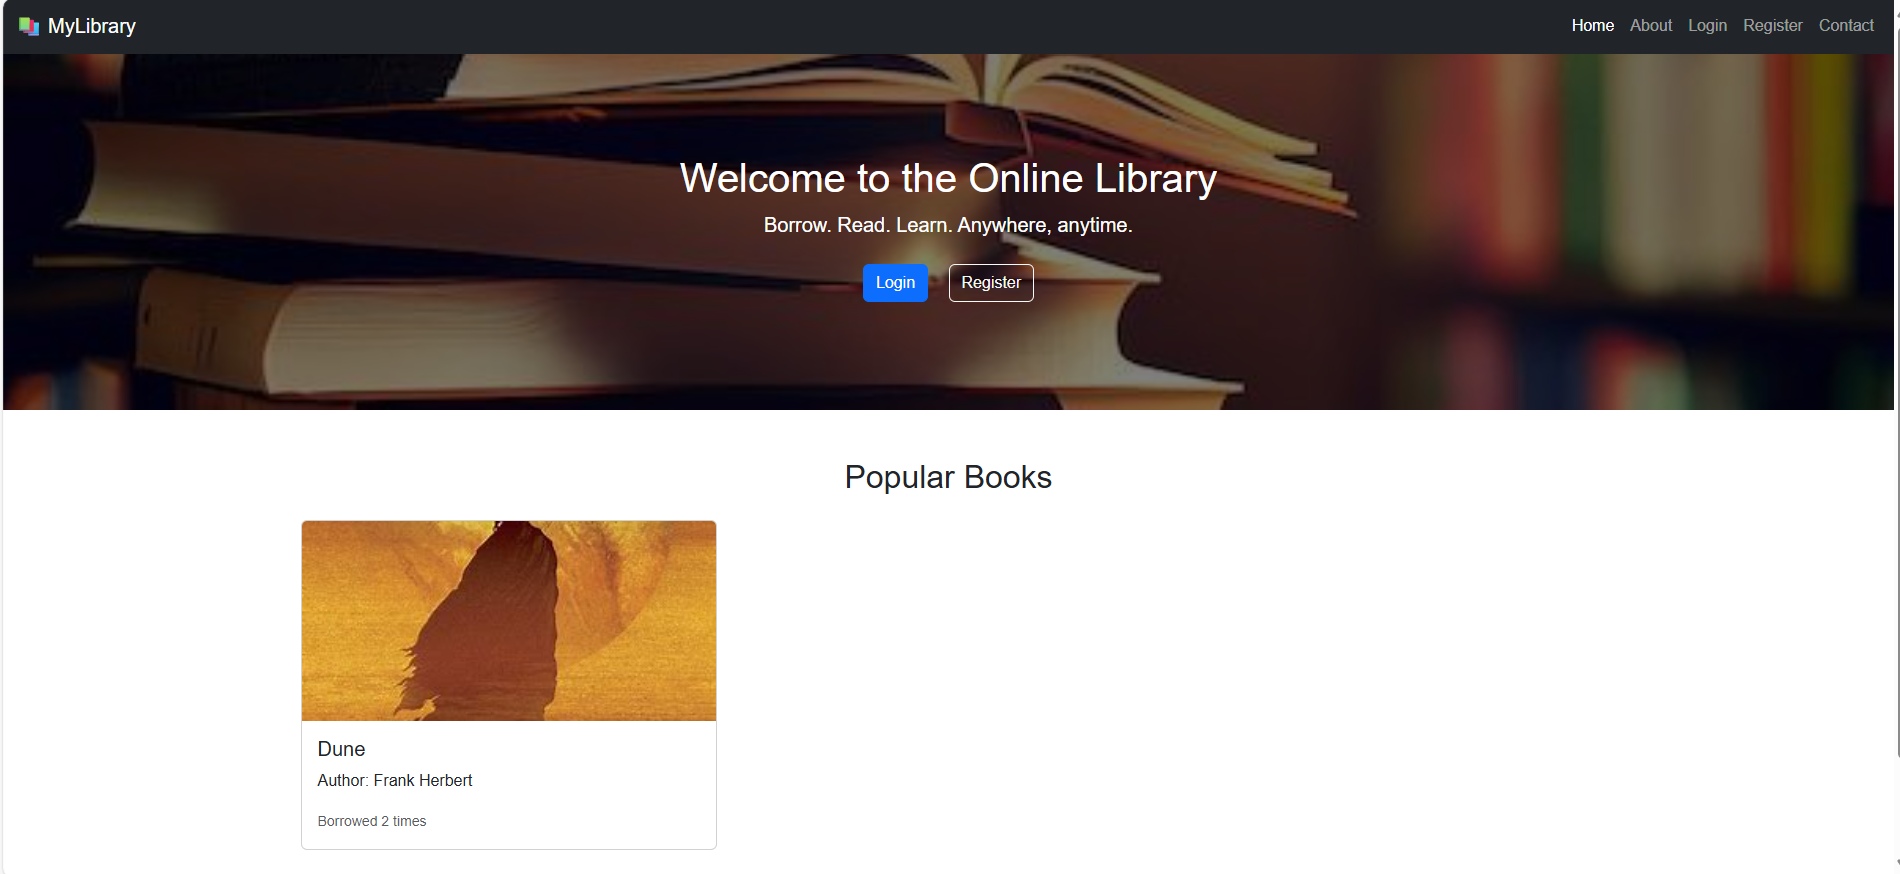 MyLibrary
Home About Login Register Contact
Welcome to the Online Library
Borrow. Read. Learn. Anywhere, anytime.
Login Register
Popular Books
Dune
Author: Frank Herbert
Borrowed 2 times